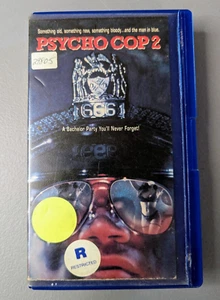 Something old, something new, something bloody...and the man in blue.
PSYCHO COP 2
666
A Bachelor Party You'll Never Forget!
R
RESTRICTED